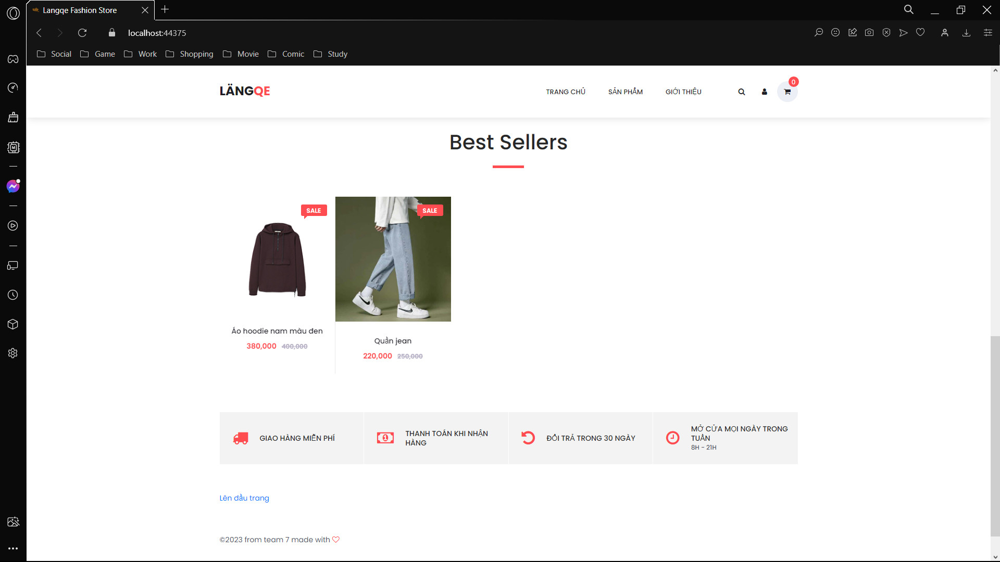 Langqe Fashion Store
localhost:44375
Social Game Work Shopping Movie Comic Study
LÄNGQE
TRANG CHỦ SẢN PHẨM GIỚI THIỆU
0
Best Sellers
SALE
SALE
Áo hoodie nam màu đen
380,000 400,000
Quần jean
220,000 250,000
GIAO HÀNG MIỄN PHÍ
THANH TOÁN KHI NHẬN
HÀNG
ĐỔI TRẢ TRONG 30 NGÀY
MỞ CỬA MỌI NGÀY TRONG
TUẦN
8H - 21H
Lên đầu trang
©2023 from team 7 made with ♡